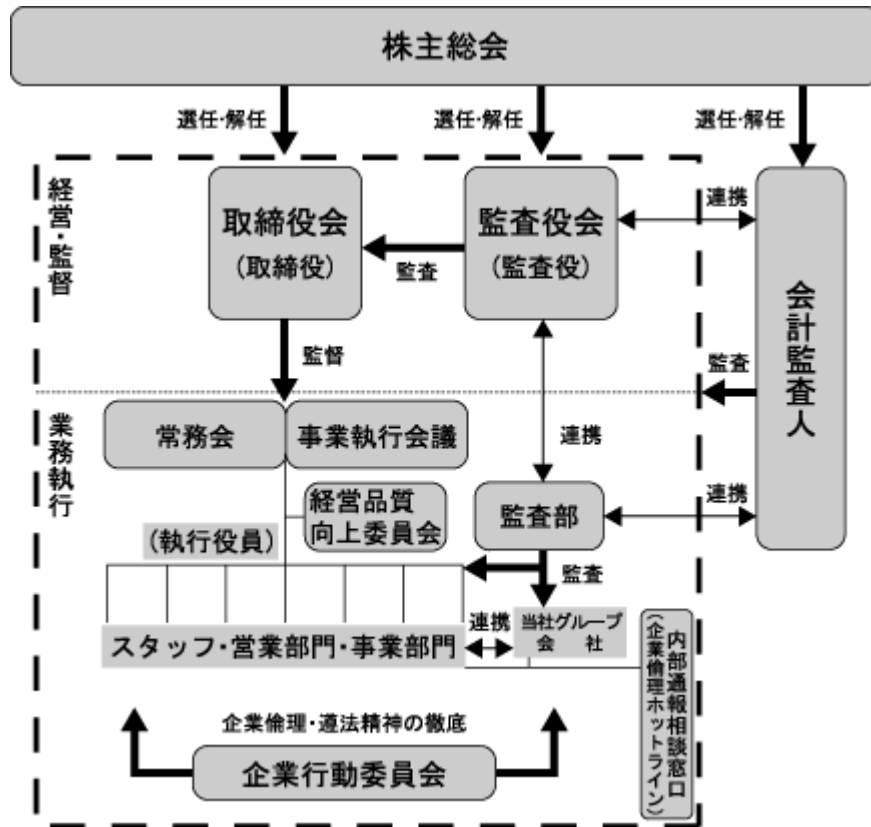 株主総会
選任・解任
選任・解任
選任・解任
経営・監督
取締役会
(取締役)
監査
監査役会
(監査役)
連携
会計監査人
監督
監査
業務執行
常務会
事業執行会議
連携
経営品質
向上委員会
監査部
連携
(執行役員)
監査
スタッフ・営業部門・事業部門
連携
当社グループ
会 社
内部通報相談窓口
(企業倫理ホットライン)
企業倫理・遵法精神の徹底
企業行動委員会